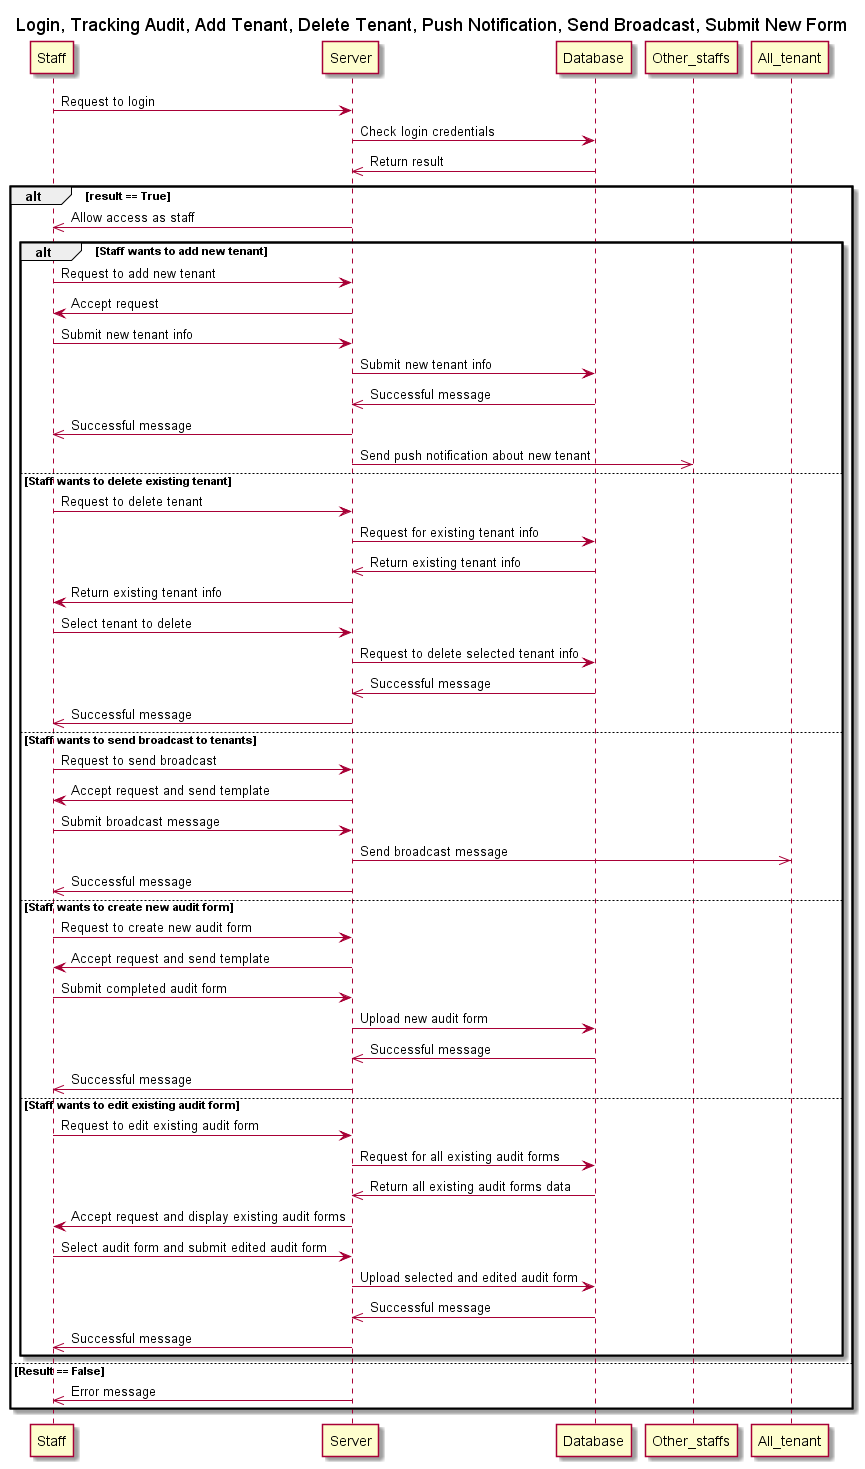 Login, Tracking Audit, Add Tenant, Delete Tenant, Push Notification, Send Broadcast, Submit New Form
Staff Server Database Other_staffs All_tenant
Request to login
Check login credentials
Return result
alt [result == True]
Allow access as staff
alt [Staff wants to add new tenant]
Request to add new tenant
Accept request
Submit new tenant info
Submit new tenant info
Successful message
Successful message
Send push notification about new tenant
[Staff wants to delete existing tenant]
Request to delete tenant
Request for existing tenant info
Return existing tenant info
Return existing tenant info
Select tenant to delete
Request to delete selected tenant info
Successful message
Successful message
[Staff wants to send broadcast to tenants]
Request to send broadcast
Accept request and send template
Submit broadcast message
Send broadcast message
Successful message
[Staff wants to create new audit form]
Request to create new audit form
Accept request and send template
Submit completed audit form
Upload new audit form
Successful message
Successful message
[Staff wants to edit existing audit form]
Request to edit existing audit form
Request for all existing audit forms
Return all existing audit forms data
Accept request and display existing audit forms
Select audit form and submit edited audit form
Upload selected and edited audit form
Successful message
Successful message
[Result == False]
Error message
Staff Server Database Other_staffs All_tenant